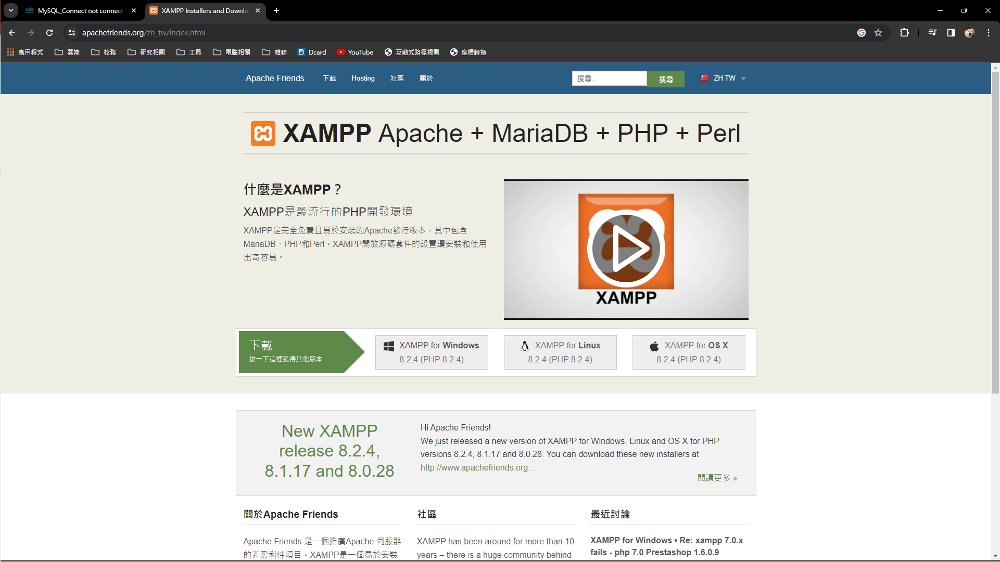 MySQL_Connect not connect
XAMPP Installers and Downlo
apachefriends.org/zh_tw/index.html
應用程式
雲端
校務
研究相關
工具
電腦相關
雜物
Dcard
YouTube
互動式路徑規劃
座標轉換
Apache Friends
下載
Hosting
社區
關於
搜尋..
搜尋
ZH TW
XAMPP Apache + MariaDB + PHP + Perl
什麼是XAMPP？
XAMPP是最流行的PHP開發環境
XAMPP是完全免費且易於安裝的Apache發行版本，其中包含
MariaDB、PHP和Perl。XAMPP開放源碼套件的設置讓安裝和使用
出奇容易。
XAMPP
下載
按一下這裡獲得其他版本
XAMPP for Windows
8.2.4 (PHP 8.2.4)
XAMPP for Linux
8.2.4 (PHP 8.2.4)
XAMPP for OS X
8.2.4 (PHP 8.2.4)
New XAMPP
release 8.2.4,
8.1.17 and 8.0.28
Hi Apache Friends!
We just released a new version of XAMPP for Windows, Linux and OS X for PHP
versions 8.2.4, 8.1.17 and 8.0.28. You can download these new installers at
http://www.apachefriends.org...
閱讀更多 »
關於Apache Friends
Apache Friends 是一個推廣Apache 伺服器
的非盈利性項目。XAMPP是一個易於安裝
社區
XAMPP has been around for more than 10
years – there is a huge community behind
最近討論
XAMPP for Windows • Re: xampp 7.0.x
fails - php 7.0 Prestashop 1.6.0.9